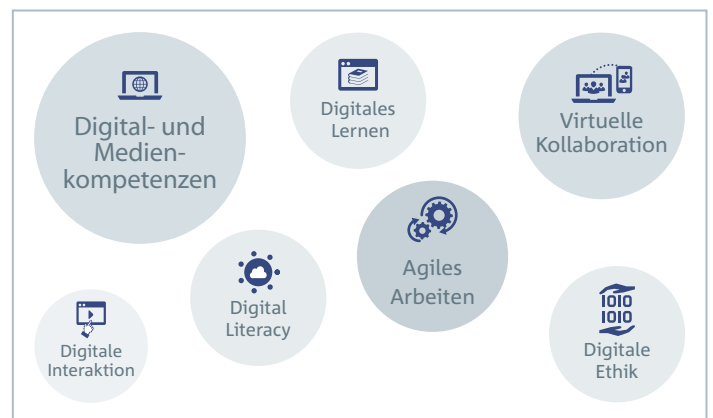 Digital- und
Medien-
kompetenzen
Digitales
Lernen
Virtuelle
Kollaboration
Agiles
Arbeiten
Digital
Literacy
Digitale
Interaktion
1010
1010
Digitale
Ethik